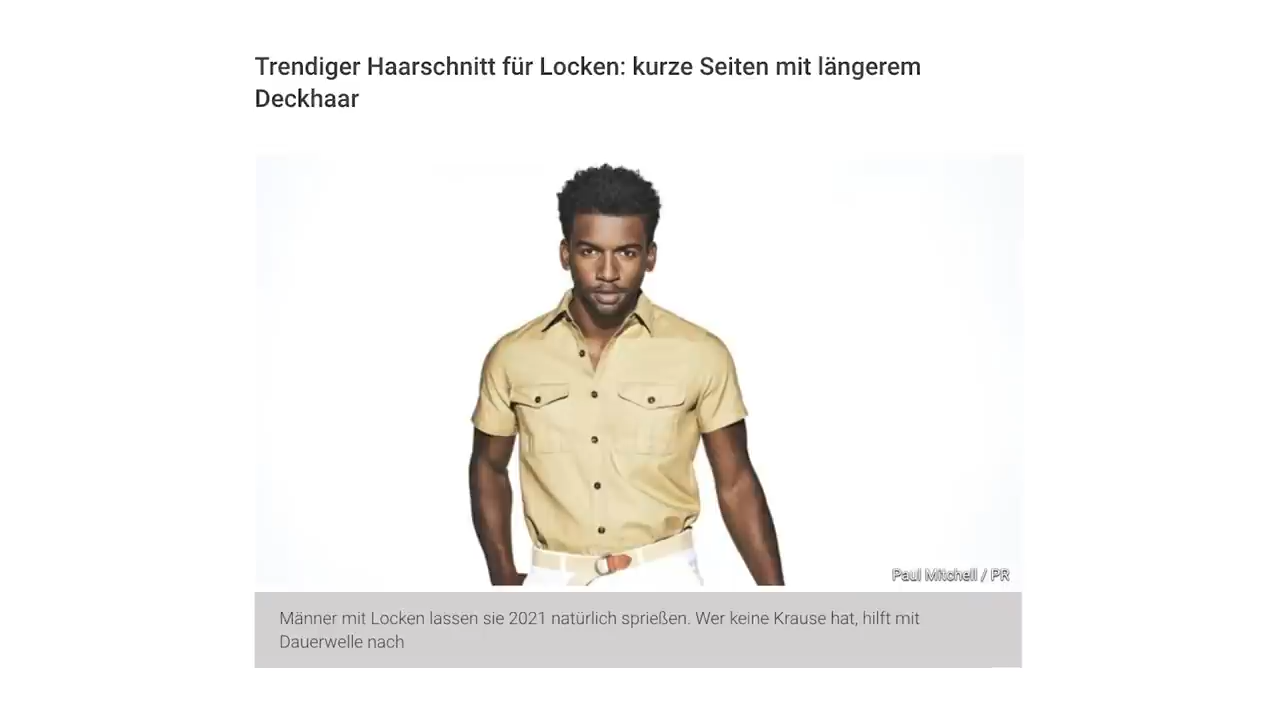 Trendiger Haarschnitt für Locken: kurze Seiten mit längerem
Deckhaar
Paul Mitchell / PR
Männer mit Locken lassen sie 2021 natürlich sprießen. Wer keine Krause hat, hilft mit
Dauerwelle nach